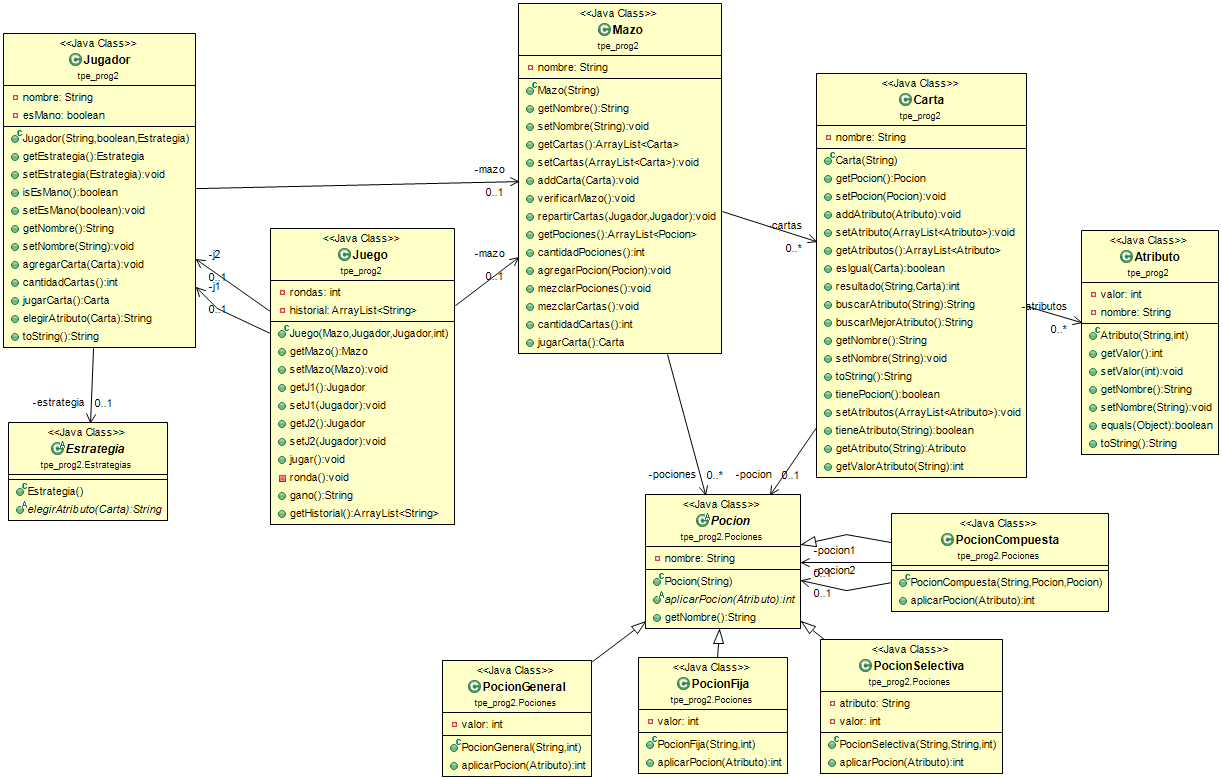 <<Java Class>>
Jugador
tpe_prog2
nombre: String
esMano: boolean
Jugador(String,boolean,Estrategia)
getEstrategia():Estrategia
setEstrategia(Estrategia):void
isEsMano():boolean
setEsMano(boolean):void
getNombre():String
setNombre(String):void
agregarCarta(Carta):void
cantidadCartas():int
jugarCarta():Carta
elegirAtributo(Carta):String
toString():String
-estrategia
0..1
<<Java Class>>
Estrategia
tpe_prog2.Estrategias
Estrategia()
elegirAtributo(Carta):String
-mazo
0..1
-j2
0..1
-j1
0..1
<<Java Class>>
Juego
tpe_prog2
rondas: int
historial: ArrayList<String>
Juego(Mazo,Jugador,Jugador,int)
getMazo():Mazo
setMazo(Mazo):void
getJ1():Jugador
setJ1(Jugador):void
getJ2():Jugador
setJ2(Jugador):void
jugar():void
ronda():void
gano():String
getHistorial():ArrayList<String>
-mazo
0..1
<<Java Class>>
Mazo
tpe_prog2
nombre: String
Mazo(String)
getNombre():String
setNombre(String):void
getCartas():ArrayList<Carta>
setCartas(ArrayList<Carta>):void
addCarta(Carta):void
verificarMazo():void
repartirCartas(Jugador,Jugador):void
getPociones():ArrayList<Pocion>
cantidadPociones():int
agregarPocion(Pocion):void
mezclarPociones():void
mezclarCartas():void
cantidadCartas():int
jugarCarta():Carta
-cartas
0..*
<<Java Class>>
Carta
tpe_prog2
nombre: String
Carta(String)
getPocion():Pocion
setPocion(Pocion):void
addAtributo(Atributo):void
setAtributo(ArrayList<Atributo>):void
getAtributos():ArrayList<Atributo>
esIgual(Carta):boolean
resultado(String,Carta):int
buscarAtributo(String):String
buscarMejorAtributo():String
getNombre():String
setNombre(String):void
toString():String
tienePocion():boolean
setAtributos(ArrayList<Atributo>):void
tieneAtributo(String):boolean
getAtributo(String):Atributo
getValorAtributo(String):int
-atributos
0..*
<<Java Class>>
Atributo
tpe_prog2
valor: int
nombre: String
Atributo(String,int)
getValor():int
setValor(int):void
getNombre():String
setNombre(String):void
equals(Object):boolean
toString():String
-pociones
0..*
-pocion
0..1
<<Java Class>>
Pocion
tpe_prog2.Pociones
nombre: String
Pocion(String)
aplicarPocion(Atributo):int
getNombre():String
-pocion1
0..1
-pocion2
0..1
<<Java Class>>
PocionCompuesta
tpe_prog2.Pociones
PocionCompuesta(String,Pocion,Pocion)
aplicarPocion(Atributo):int
<<Java Class>>
PocionGeneral
tpe_prog2.Pociones
valor: int
PocionGeneral(String,int)
aplicarPocion(Atributo):int
<<Java Class>>
PocionFija
tpe_prog2.Pociones
valor: int
PocionFija(String,int)
aplicarPocion(Atributo):int
<<Java Class>>
PocionSelectiva
tpe_prog2.Pociones
atributo: String
valor: int
PocionSelectiva(String,String,int)
aplicarPocion(Atributo):int